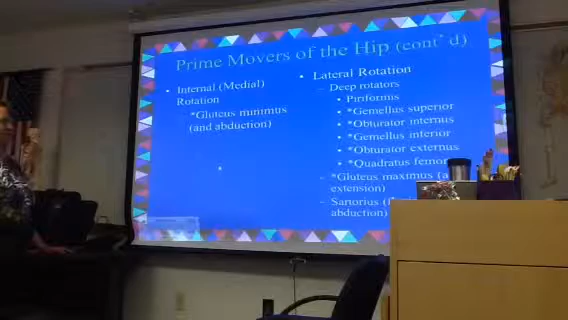 Prime Movers of the Hip (cont'd)
• Internal (Medial)
Rotation
– *Gluteus minimus
(and abduction)
• Lateral Rotation
– Deep rotators
• Piriformis
• *Gemellus superior
• *Obturator internus
• *Gemellus inferior
• *Obturator externus
• *Quadratus
– *Gluteus maximus
extension)
– Sartorius
abduction)